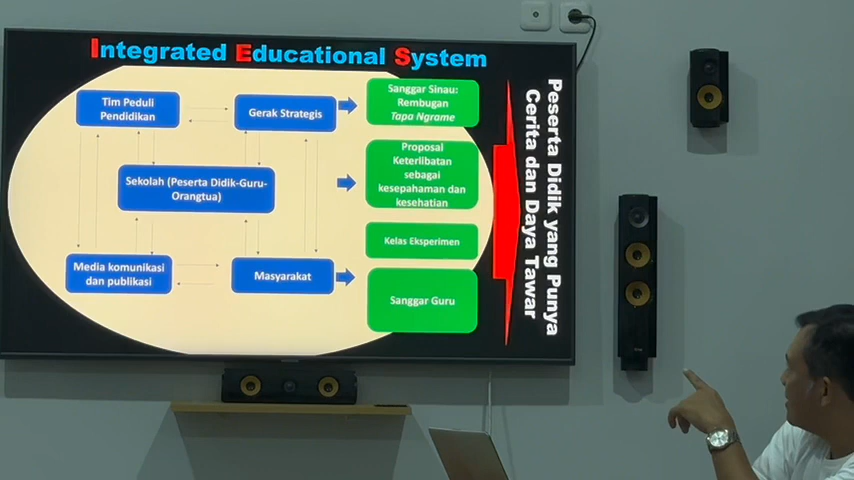 Integrated Educational System
Tim Peduli
Pendidikan
Gerak Strategis
Sanggar Sinau:
Rembugan
Tapa Ngrame
Sekolah (Peserta Didik-Guru-
Orangtua)
Proposal
Keterlibatan
sebagai
kesepahaman dan
kesehatian
Kelas Eksperimen
Media komunikasi
dan publikasi
Masyarakat
Sanggar Guru
Peserta Didik yang Punya
Cerita dan Daya Tawar